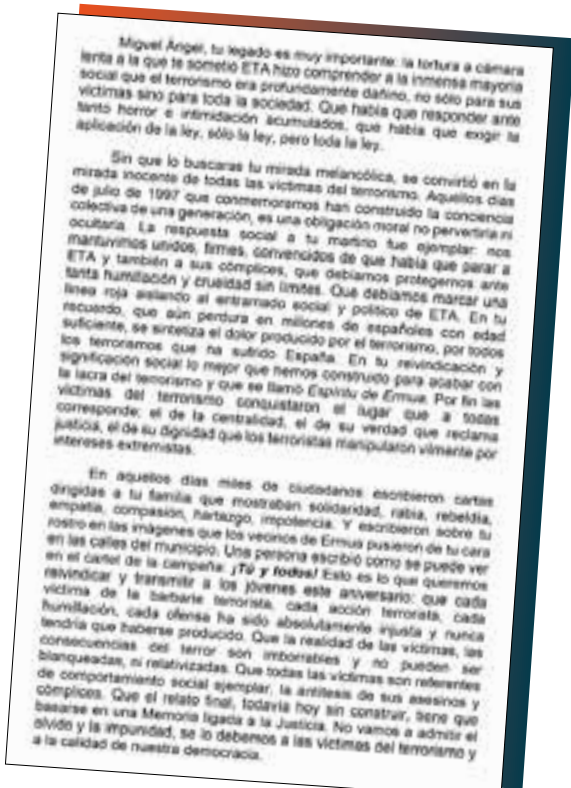 Miguel Ángel, tu legado es muy importante: la tortura a cámara
lenta a la que te sometió ETA hizo comprender a la inmensa mayoría
social que el terrorismo era profundamente dañino, no sólo para sus
víctimas sino para toda la sociedad. Que había que responder ante
tanto horror e intimidación acumulados, que había que exigir la
aplicación de la ley, sólo la ley, pero toda la ley.
Sin que lo buscaras tu mirada melancólica, se convirtió en la
mirada inocente de todas las víctimas del terrorismo. Aquellos días
de julio de 1997 que conmemoramos han construido la conciencia
colectiva de una generación, es una obligación moral no pervertirla ni
ocultarla. La respuesta social a tu martirio fue ejemplar: nos
mantuvimos unidos, firmes, convencidos de que había que parar a
ETA y también a sus cómplices, que debíamos protegernos ante
tanta humillación y crueldad sin límites. Que debíamos marcar una
línea roja aislando al entramado social y político de ETA. En tu
recuerdo, que aún perdura en millones de españoles con edad
suficiente, se sintetiza el dolor producido por el terrorismo, por todos
los terrorismos que ha sufrido España. En tu reivindicación y
significación social lo mejor que hemos construido para acabar con
la lacra del terrorismo y que se llamó Espíritu de Ermua. Por fin las
víctimas del terrorismo conquistaron el lugar que a todas
corresponde: el de la centralidad, el de su verdad que reclama
justicia, el de su dignidad que los terroristas manipularon vilmente por
intereses extremistas.
En aquellos días miles de ciudadanos escribieron cartas
dirigidas a tu familia que mostraban solidaridad, rabia, rebeldía,
empatía, compasión, hartazgo, impotencia. Y escribieron sobre tu
rostro en las imágenes que los vecinos de Ermua pusieron de tu cara
en las calles del municipio. Una persona escribió como se puede ver
en el cartel de la campaña: ¡Tú y todos! Esto es lo que queremos
reivindicar y transmitir a los jóvenes este aniversario: que cada
víctima de la barbarie terrorista, cada acción terrorista, cada
humillación, cada ofensa ha sido absolutamente injusta y nunca
tendría que haberse producido. Que la realidad de las víctimas, las
consecuencias del terror son imborrables y no pueden ser
blanqueadas, ni relativizadas. Que todas las víctimas son referentes
de comportamiento social ejemplar, la antítesis de sus asesinos y
cómplices. Que el relato final, todavía hoy sin construir, tiene que
basarse en una Memoria ligada a la Justicia. No vamos a admitir el
olvido y la impunidad, se lo debemos a las víctimas del terrorismo y
a la calidad de nuestra democracia.